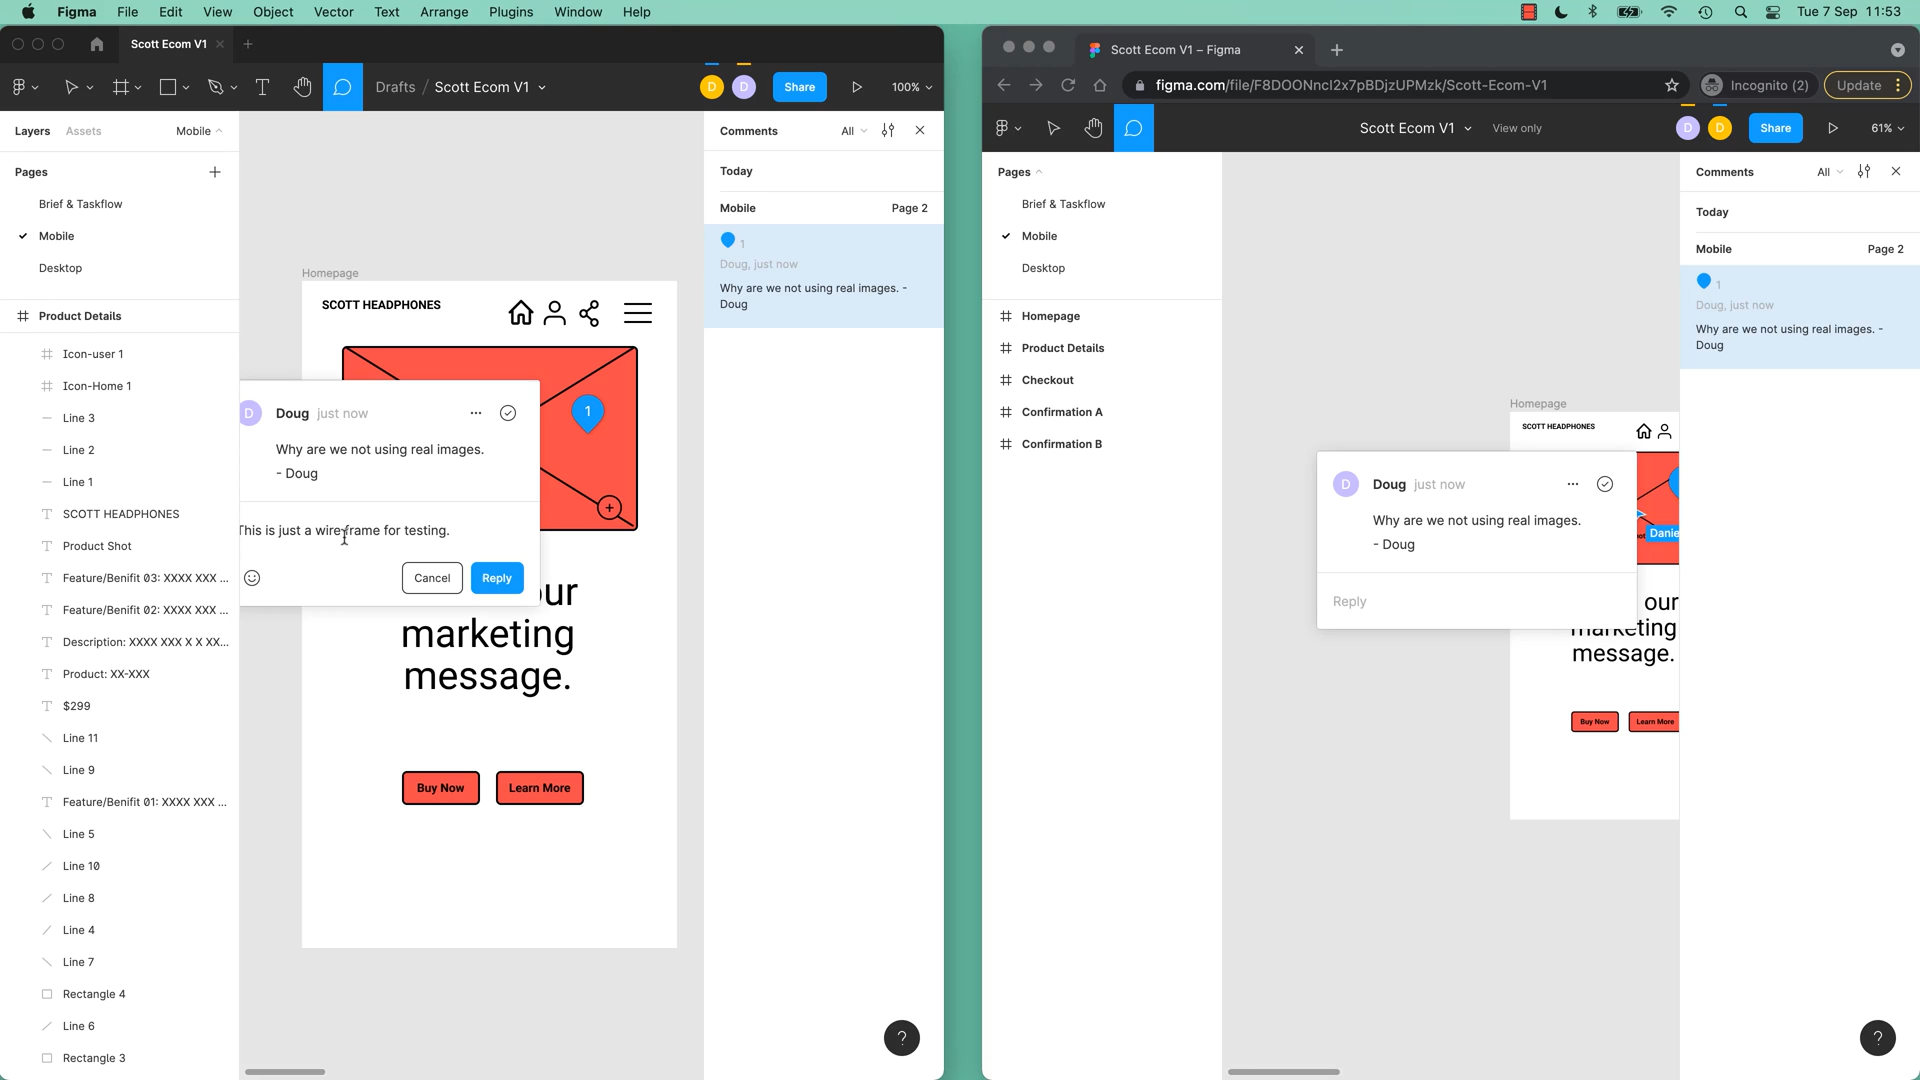 Figma File Edit View Object Vector Text Arrange Plugins Window Help
Tue 7 Sep 11:53
Scott Ecom V1
Drafts / Scott Ecom V1
D D Share 100%
Layers Assets Mobile
Pages
Brief & Taskflow
Mobile
Desktop
Product Details
Icon-user 1
Icon-Home 1
Line 3
Line 2
Line 1
SCOTT HEADPHONES
Product Shot
Feature/Benifit 03: XXXX XXX ...
Feature/Benifit 02: XXXX XXX ...
Description: XXXX XXX X X XX...
Product: XX-XXX
$299
Line 11
Line 9
Feature/Benifit 01: XXXX XXX ...
Line 5
Line 10
Line 8
Line 4
Line 7
Rectangle 4
Line 6
Rectangle 3
Homepage
SCOTT HEADPHONES
1
D Doug just now
Why are we not using real images.
- Doug
This is just a wireframe for testing.
Cancel Reply
our
marketing
message.
Buy Now Learn More
Comments All
Today
Mobile Page 2
1
Doug, just now
Why are we not using real images. -
Doug
?
Scott Ecom V1 – Figma
figma.com/file/F8DOONncI2x7pBDjzUPMzk/Scott-Ecom-V1
Incognito (2) Update
Scott Ecom V1 View only
D D Share 61%
Pages
Brief & Taskflow
Mobile
Desktop
Homepage
Product Details
Checkout
Confirmation A
Confirmation B
Homepage
SCOTT HEADPHONES
D Doug just now
Why are we not using real images.
- Doug
Reply
Danie
our
marketing
message.
Buy Now Learn More
Comments All
Today
Mobile Page 2
1
Doug, just now
Why are we not using real images. -
Doug
?